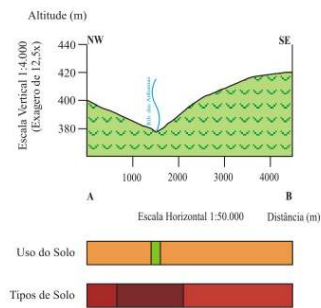 Altitude (m)
NW
SE
440
420
400
380
Escala Vertical 1:4.000
(Exagero de 12,5x)
1000
2000
3000
4000
A
B
Escala Horizontal 1:50.000
Distância (m)
Uso do Solo
Tipos de Solo